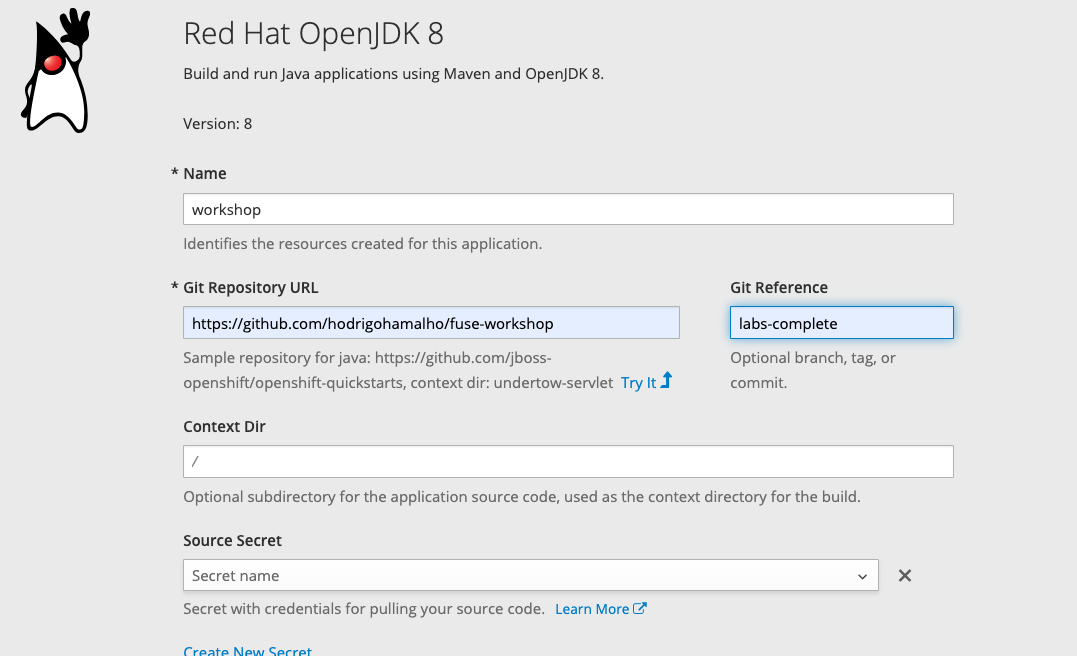 Red Hat OpenJDK 8
Build and run Java applications using Maven and OpenJDK 8.
Version: 8
* Name
workshop
Identifies the resources created for this application.
* Git Repository URL
https://github.com/hodrigohamalho/fuse-workshop
Sample repository for java: https://github.com/jboss-
openshift/openshift-quickstarts, context dir: undertow-servlet Try It
Git Reference
labs-complete
Optional branch, tag, or
commit.
Context Dir
/
Optional subdirectory for the application source code, used as the context directory for the build.
Source Secret
Secret name
Secret with credentials for pulling your source code. Learn More
Create New Secret